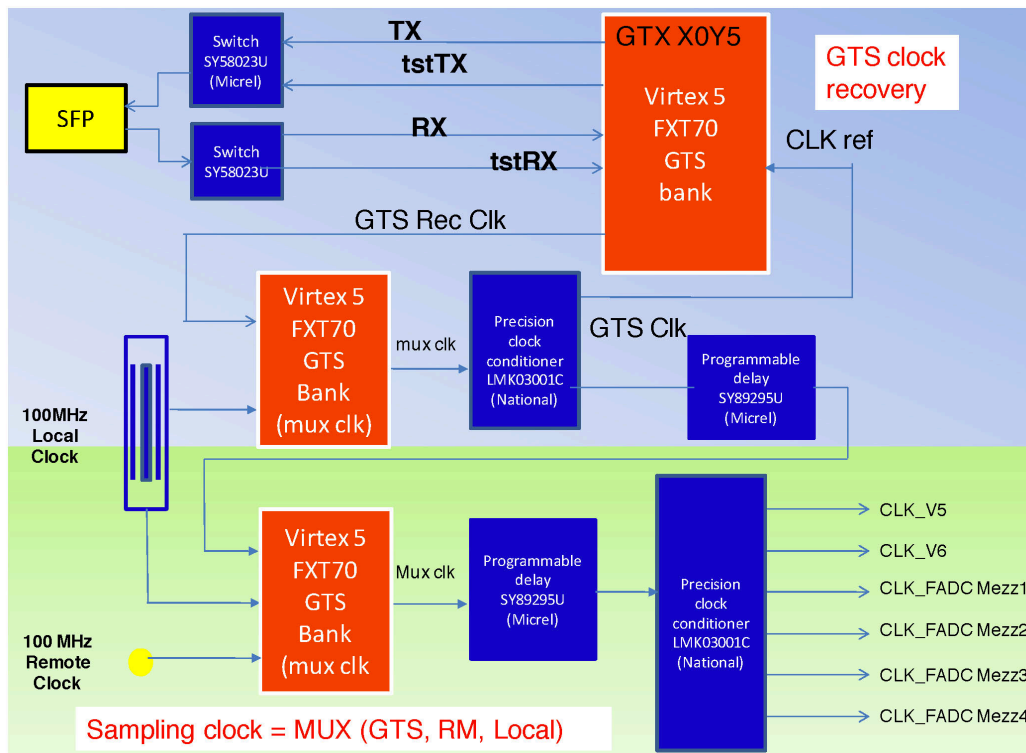 TX
Switch
SY58023U
(Micrel)
tstTX
GTX X0Y5
GTS clock
recovery
SFP
Virtex 5
FXT70
GTS
bank
RX
Switch
SY58023U
tstRX
CLK ref
GTS Rec Clk
Virtex 5
FXT70
GTS
Bank
(mux clk)
mux clk
Precision
clock
conditioner
LMK03001C
(National)
GTS Clk
Programmable
delay
SY89295U
(Micrel)
100MHz
Local
Clock
Virtex 5
FXT70
GTS
Bank
(mux clk
Mux clk
Programmable
delay
SY89295U
(Micrel)
Precision
clock
conditioner
LMK03001C
(National)
CLK_V5
CLK_V6
CLK_FADC Mezz1
CLK_FADC Mezz2
CLK_FADC Mezz3
CLK_FADC Mezz4
100 MHz
Remote
Clock
Sampling clock = MUX (GTS, RM, Local)